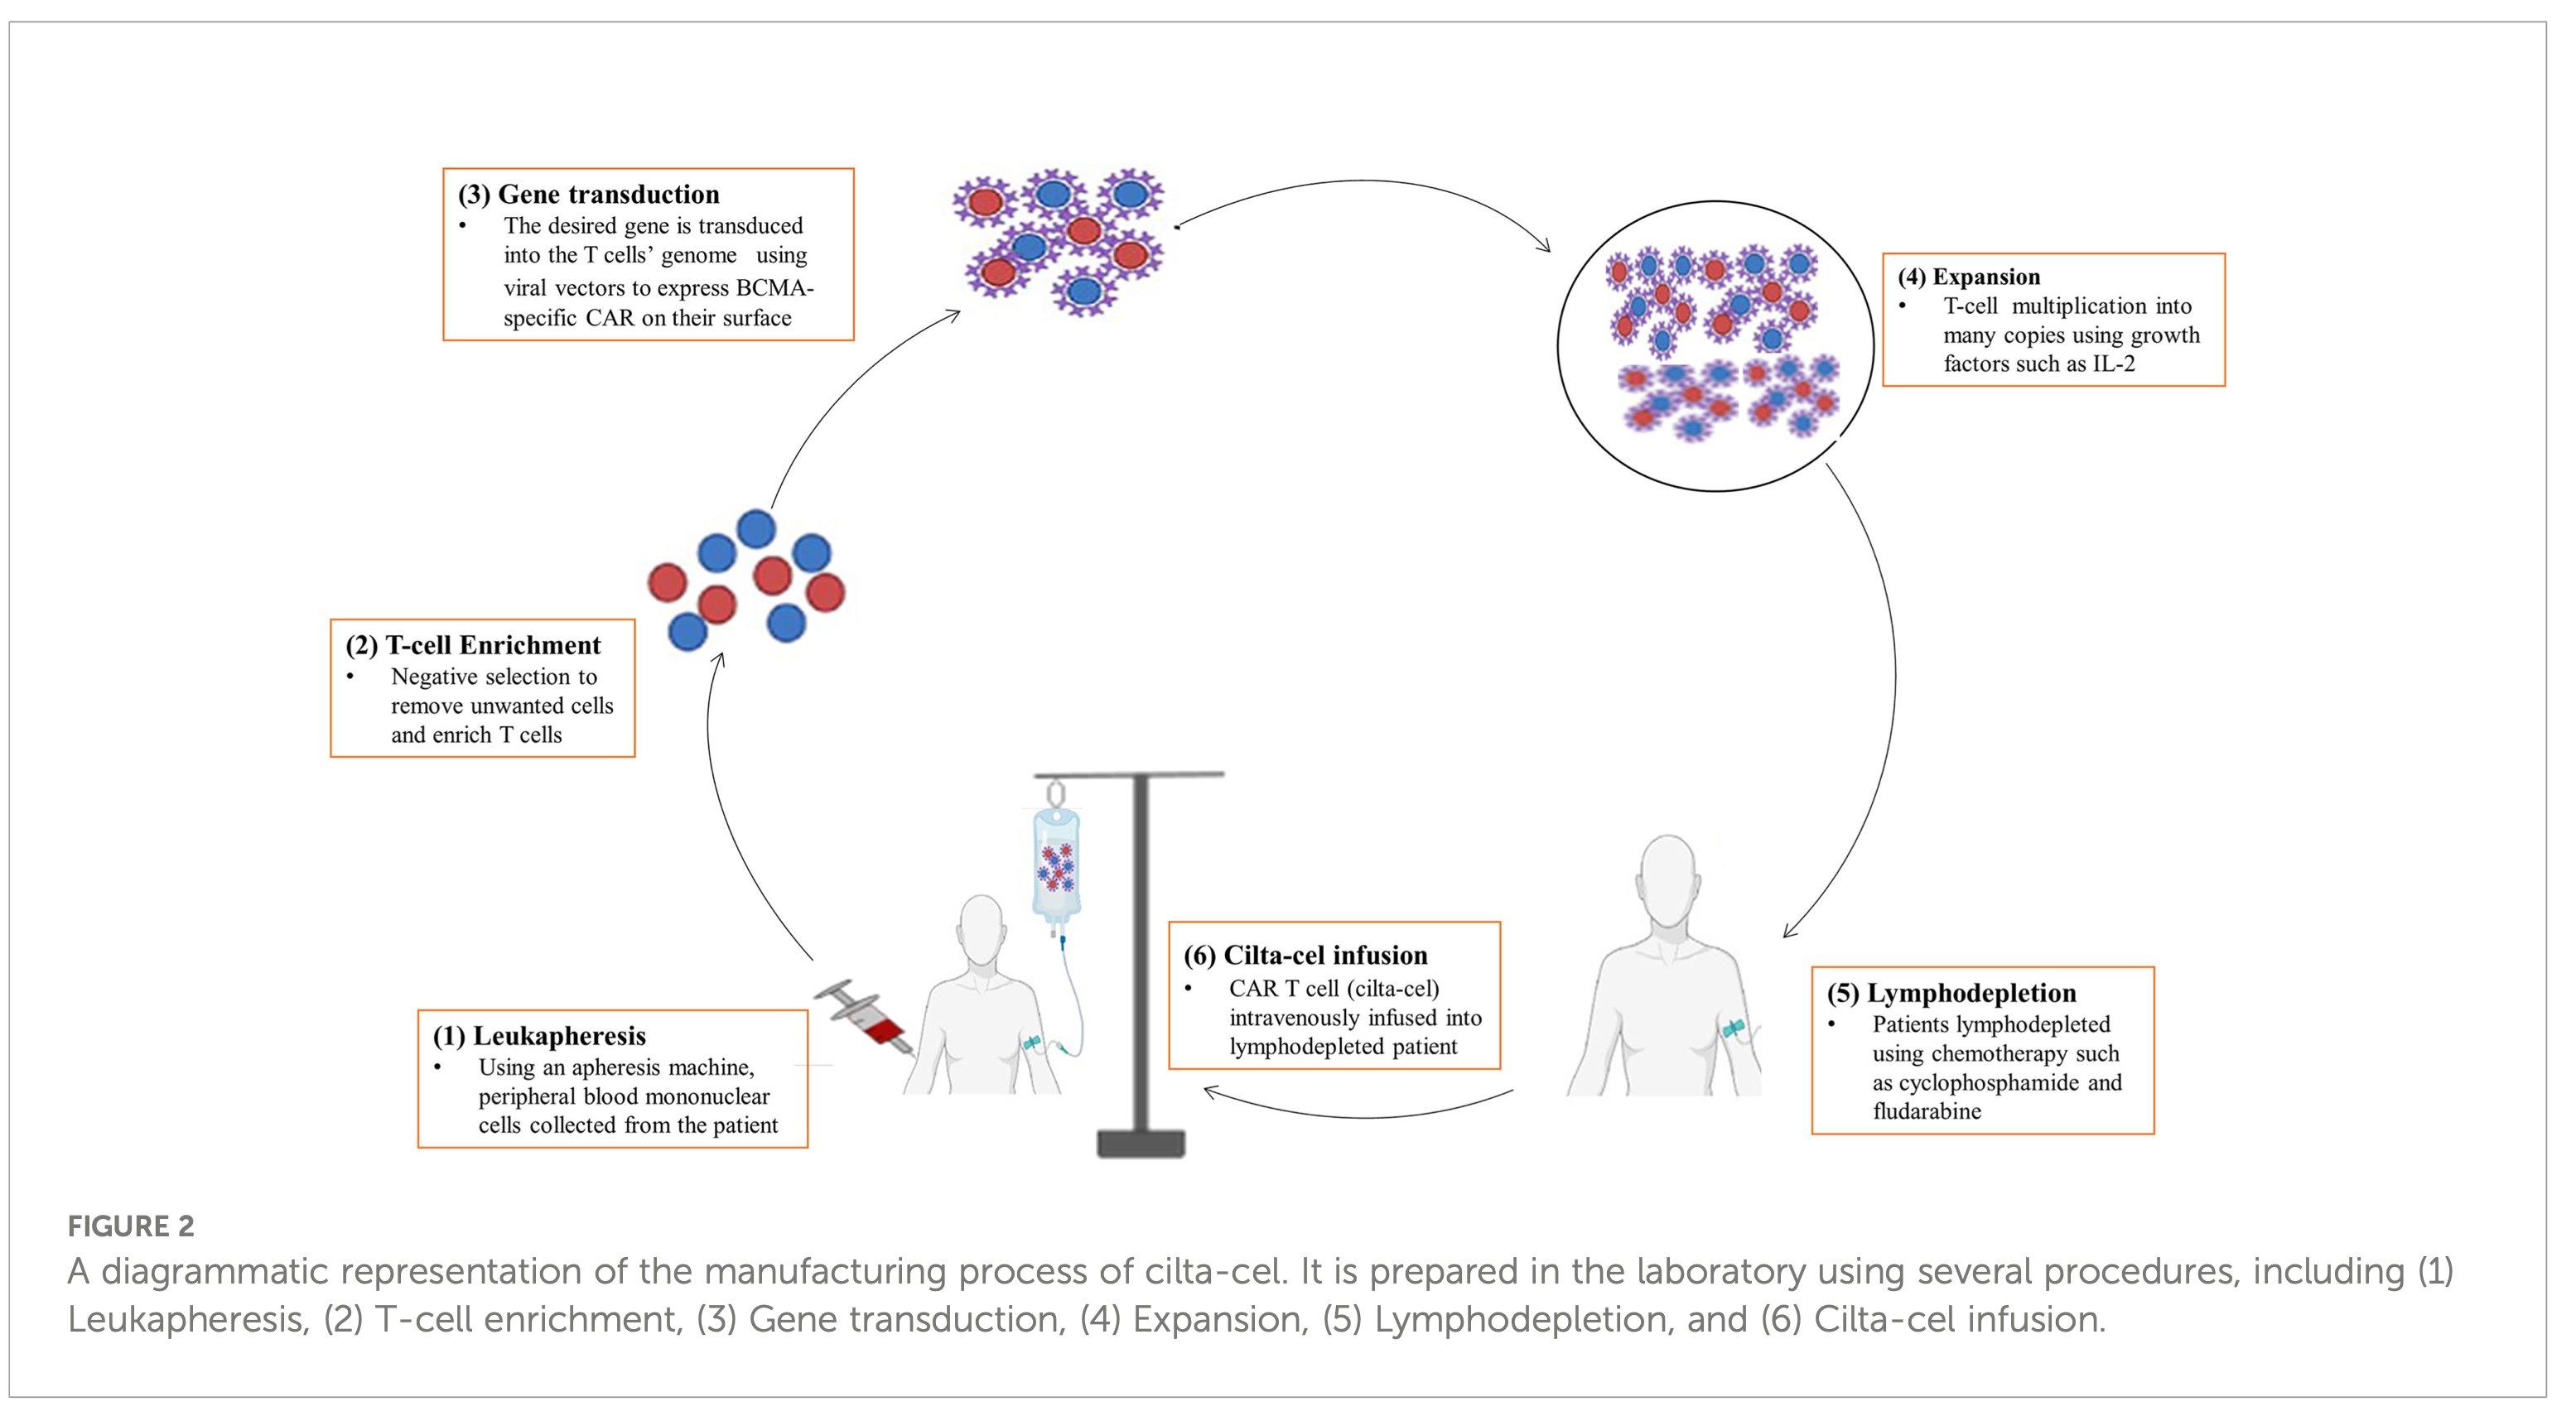 (3) Gene transduction
• The desired gene is transduced
into the T cells’ genome using
viral vectors to express BCMA-
specific CAR on their surface
(4) Expansion
• T-cell multiplication into
many copies using growth
factors such as IL-2
(2) T-cell Enrichment
• Negative selection to
remove unwanted cells
and enrich T cells
(6) Cilta-cel infusion
• CAR T cell (cilta-cel)
intravenously infused into
lymphodepleted patient
(5) Lymphodepletion
• Patients lymphodepleted
using chemotherapy such
as cyclophosphamide and
fludarabine
(1) Leukapheresis
• Using an apheresis machine,
peripheral blood mononuclear
cells collected from the patient
FIGURE 2
A diagrammatic representation of the manufacturing process of cilta-cel. It is prepared in the laboratory using several procedures, including (1)
Leukapheresis, (2) T-cell enrichment, (3) Gene transduction, (4) Expansion, (5) Lymphodepletion, and (6) Cilta-cel infusion.